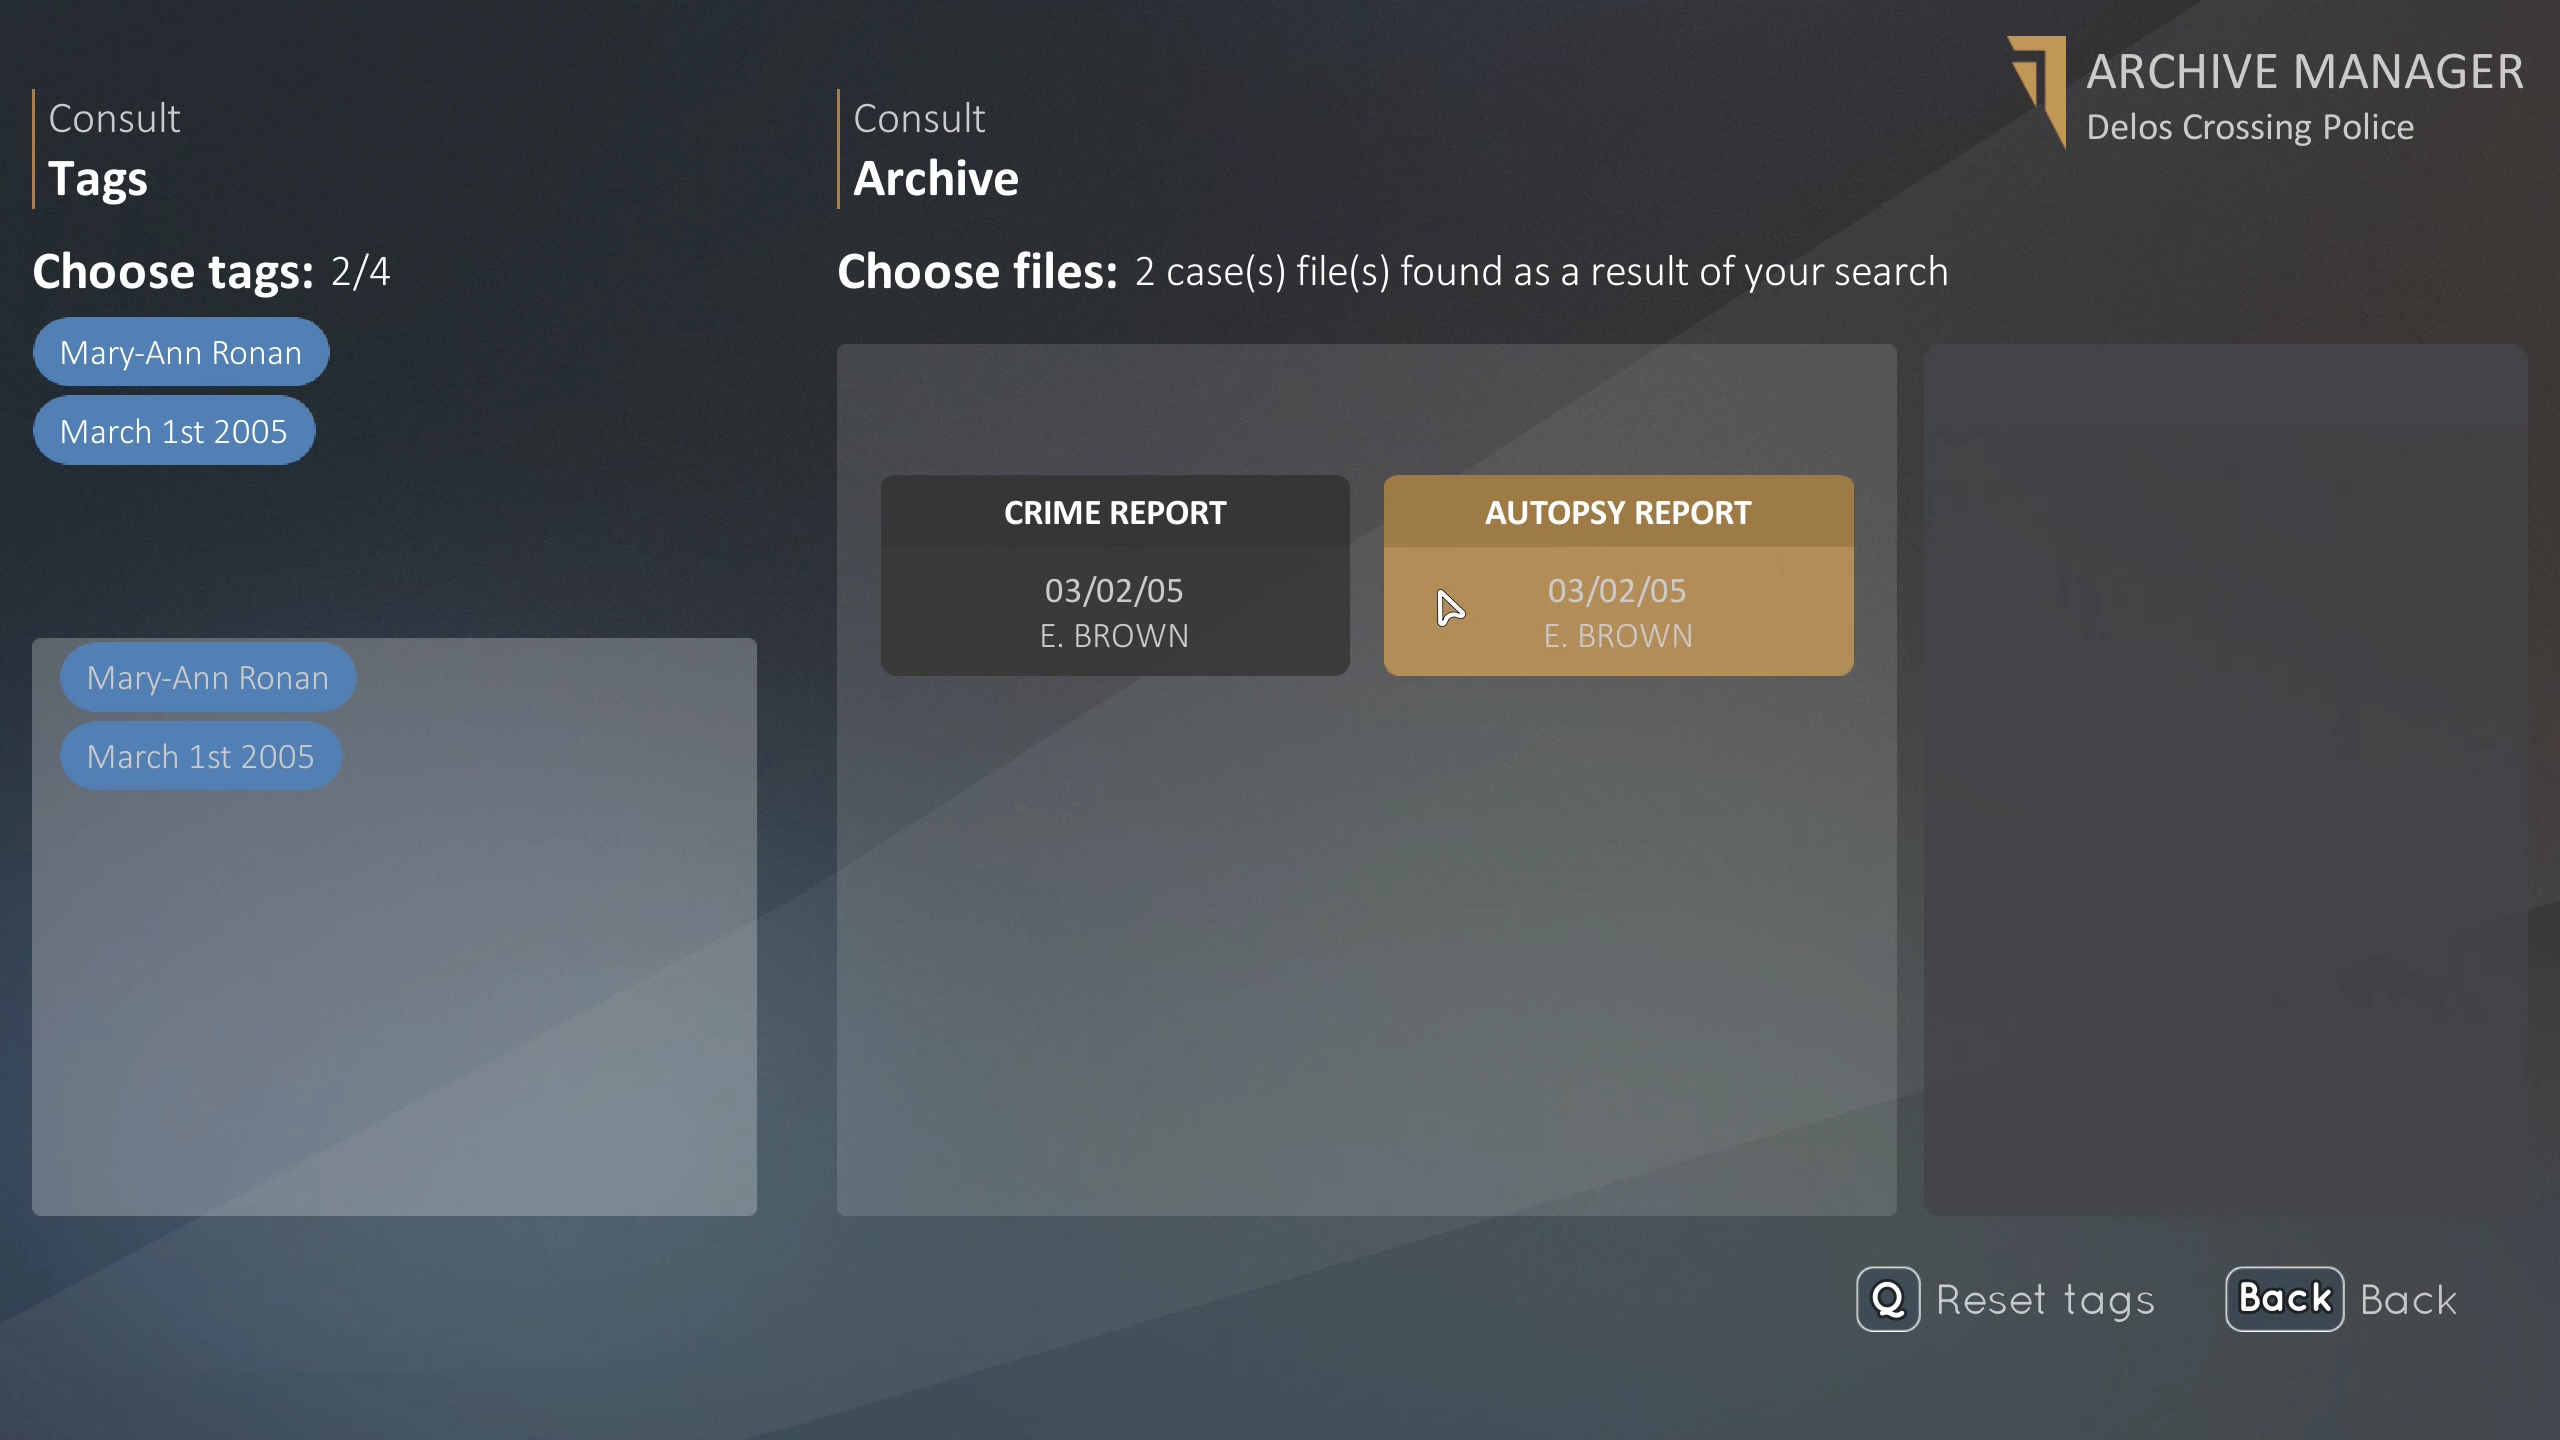 ARCHIVE MANAGER
Delos Crossing Police
Consult
Tags
Choose tags: 2/4
Mary-Ann Ronan
March 1st 2005
Mary-Ann Ronan
March 1st 2005
Consult
Archive
Choose files: 2 case(s) file(s) found as a result of your search
CRIME REPORT
03/02/05
E. BROWN
AUTOPSY REPORT
03/02/05
E. BROWN
Q Reset tags
Back Back